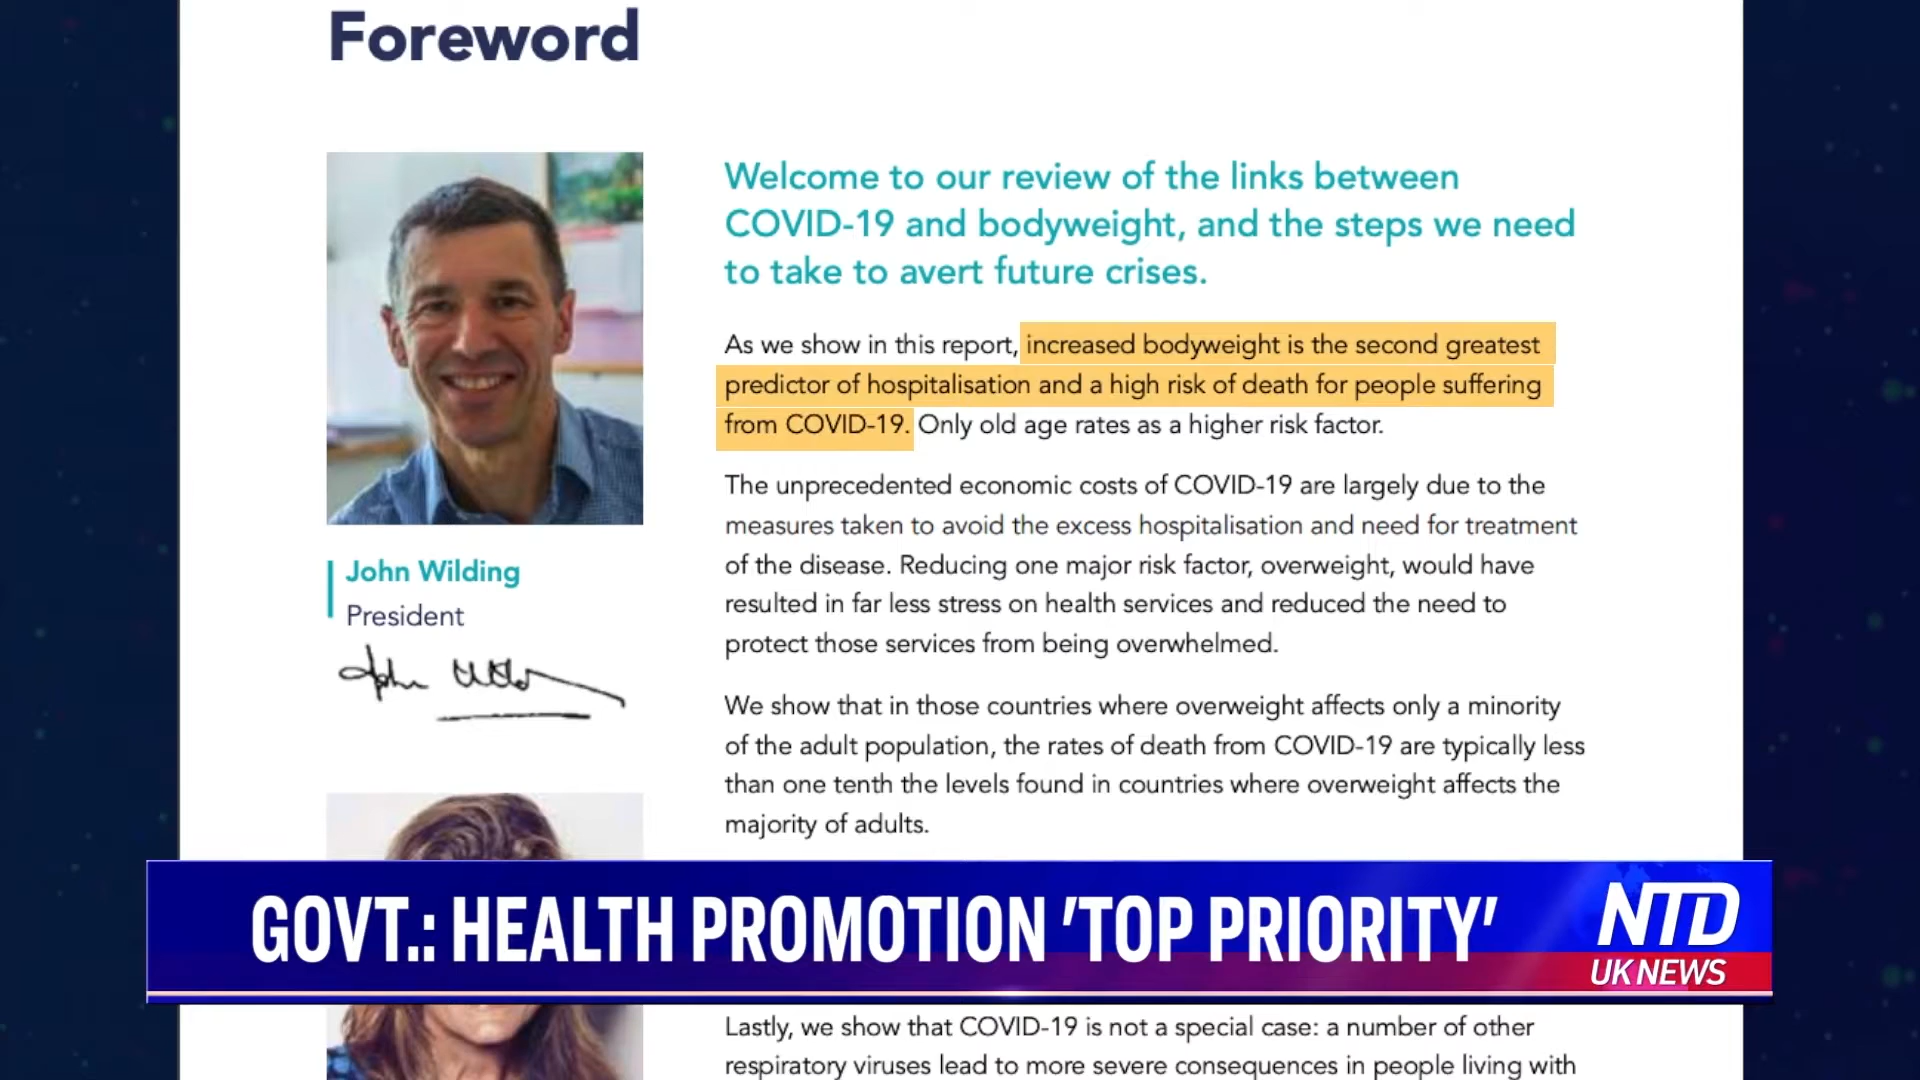 Foreword
Welcome to our review of the links between
COVID-19 and bodyweight, and the steps we need
to take to avert future crises.
As we show in this report, increased bodyweight is the second greatest
predictor of hospitalisation and a high risk of death for people suffering
from COVID-19. Only old age rates as a higher risk factor.
The unprecedented economic costs of COVID-19 are largely due to the
measures taken to avoid the excess hospitalisation and need for treatment
of the disease. Reducing one major risk factor, overweight, would have
resulted in far less stress on health services and reduced the need to
protect those services from being overwhelmed.
We show that in those countries where overweight affects only a minority
of the adult population, the rates of death from COVID-19 are typically less
than one tenth the levels found in countries where overweight affects the
majority of adults.
John Wilding
President
GOVT.: HEALTH PROMOTION 'TOP PRIORITY'
NTD
UK NEWS
Lastly, we show that COVID-19 is not a special case: a number of other
respiratory viruses lead to more severe consequences in people living with